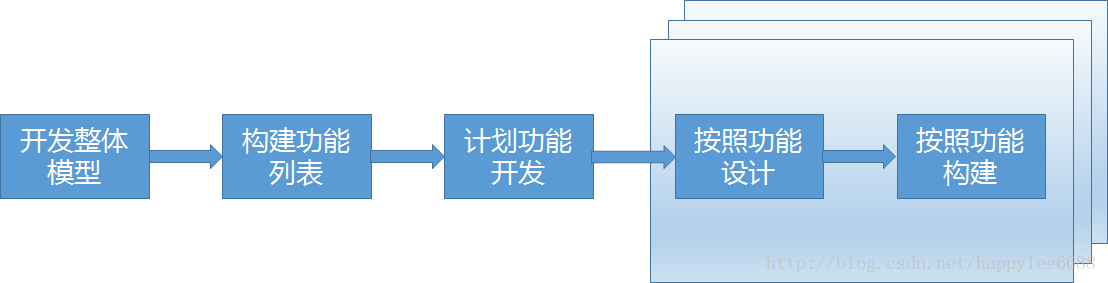 开发整体
模型
构建功能
列表
计划功能
开发
按照功能
设计
按照功能
构建
http://blog.csdn.net/happylee6688